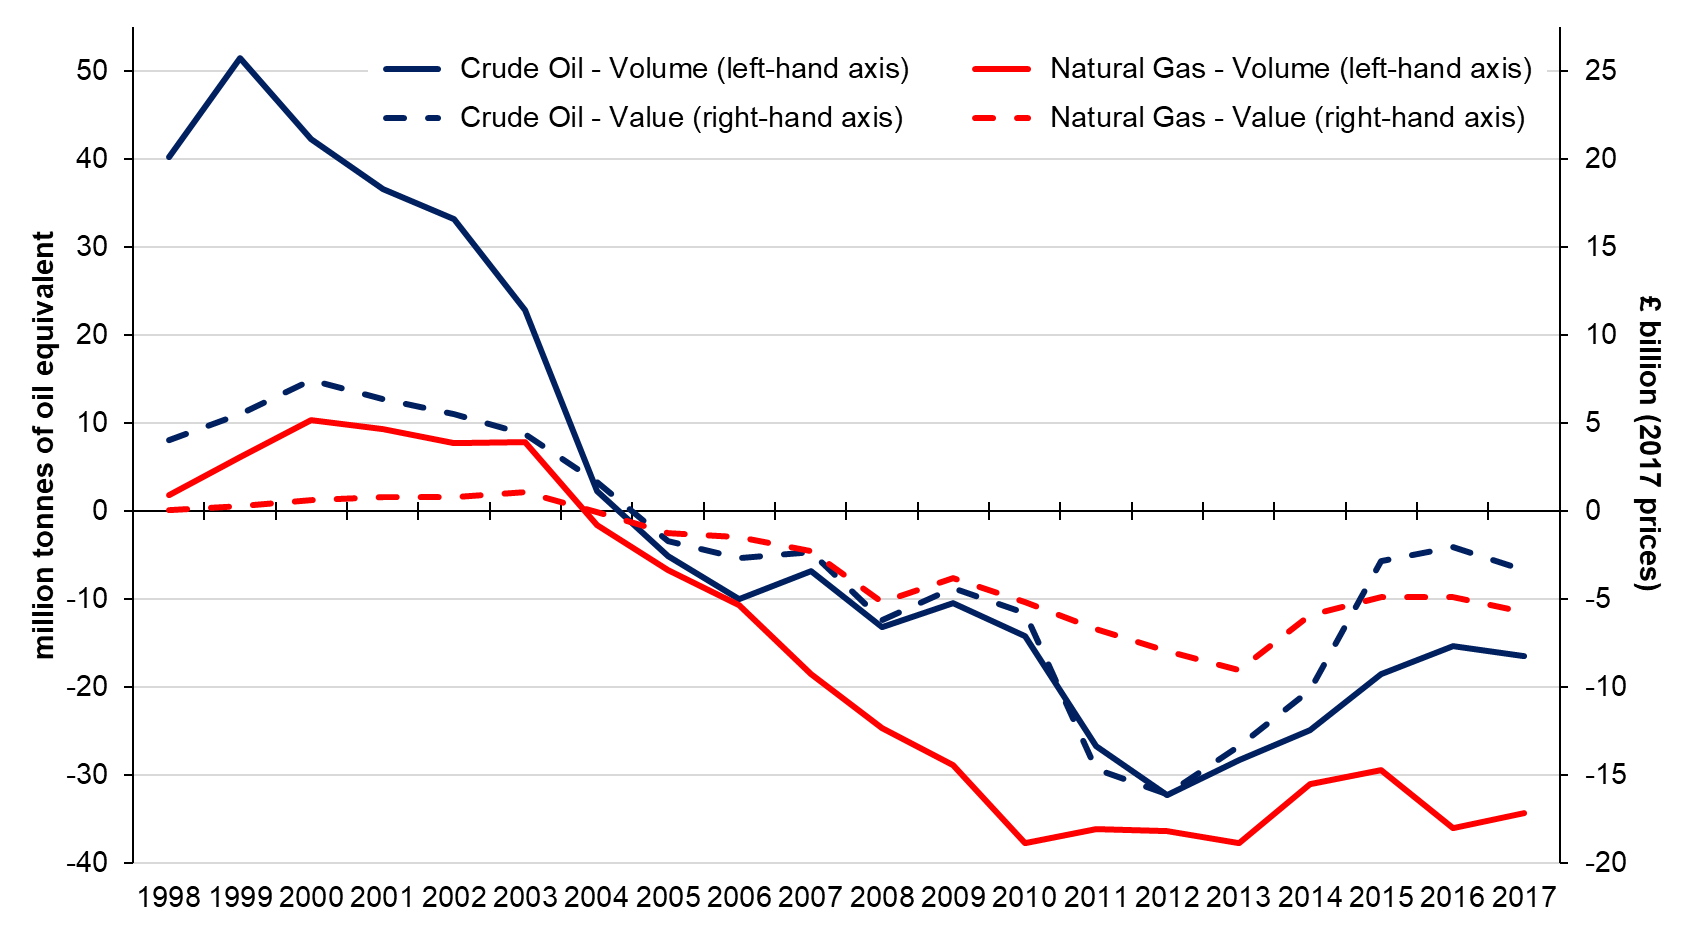 Crude Oil - Volume (left-hand axis)
Natural Gas - Volume (left-hand axis)
Crude Oil - Value (right-hand axis)
Natural Gas - Value (right-hand axis)
million tonnes of oil equivalent
50
40
30
20
10
0
-10
-20
-30
-40
25
20
15
10
5
0
-5
-10
-15
-20
£ billion (2017 prices)
1998 1999 2000 2001 2002 2003 2004 2005 2006 2007 2008 2009 2010 2011 2012 2013 2014 2015 2016 2017